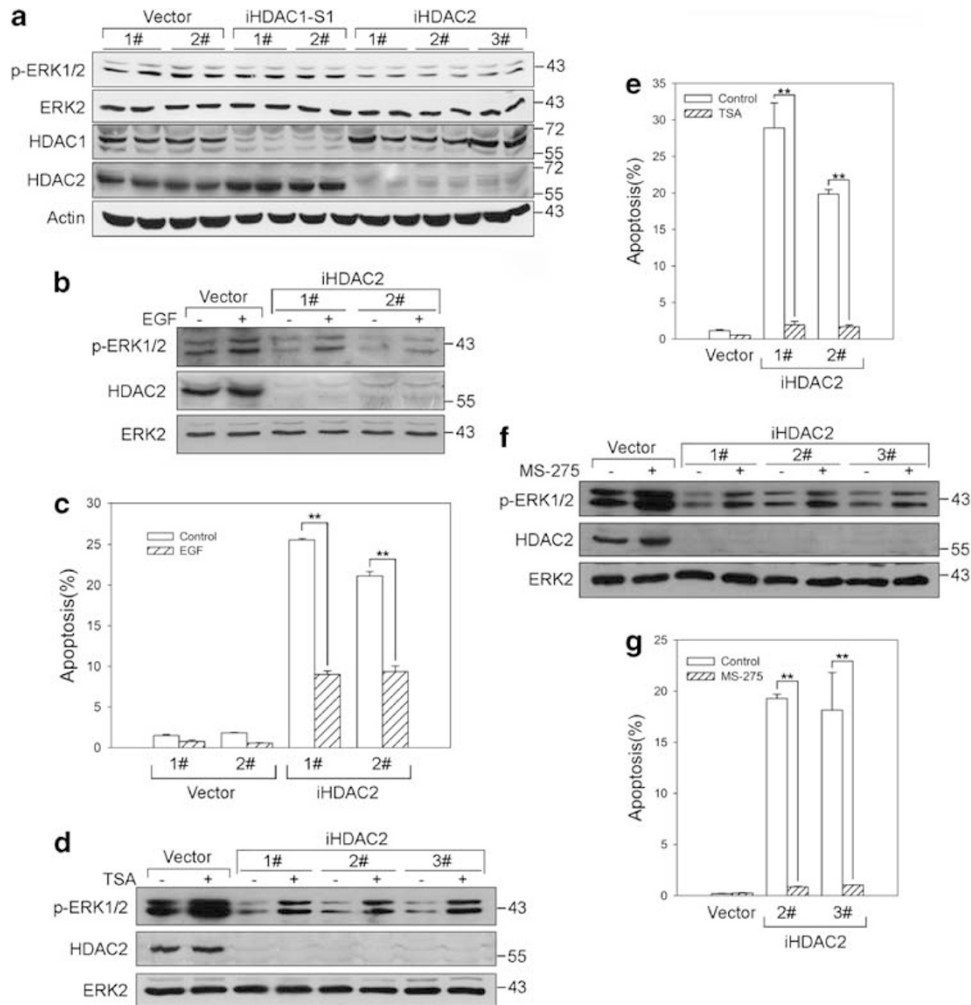 a
Vector iHDAC1-S1 iHDAC2
1# 2# 1# 2# 1# 2# 3#
p-ERK1/2 43
ERK2 43
HDAC1 72
55
HDAC2 72
55
Actin 43
b
iHDAC2
Vector 1# 2#
EGF - + - + - +
p-ERK1/2 43
HDAC2 55
ERK2 43
c
30
25
20
15
10
5
0
Apoptosis(%)
Control
EGF
** **
1# 2# 1# 2#
Vector iHDAC2
d
iHDAC2
Vector 1# 2# 3#
TSA - + - + - + - +
p-ERK1/2 43
HDAC2 55
ERK2 43
e
35
30
25
20
15
10
5
0
Apoptosis(%)
Control
TSA
** **
Vector 1# 2#
iHDAC2
f
iHDAC2
Vector 1# 2# 3#
MS-275 - + - + - + - +
p-ERK1/2 43
HDAC2 55
ERK2 43
g
25
20
15
10
5
0
Apoptosis(%)
Control
MS-275
** **
Vector 2# 3#
iHDAC2